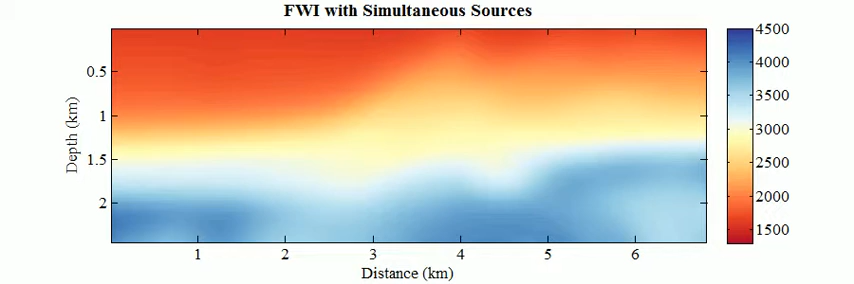 FWI with Simultaneous Sources
4500
4000
3500
3000
2500
2000
1500
Depth (km)
0.5
1
1.5
2
1 2 3 4 5 6
Distance (km)